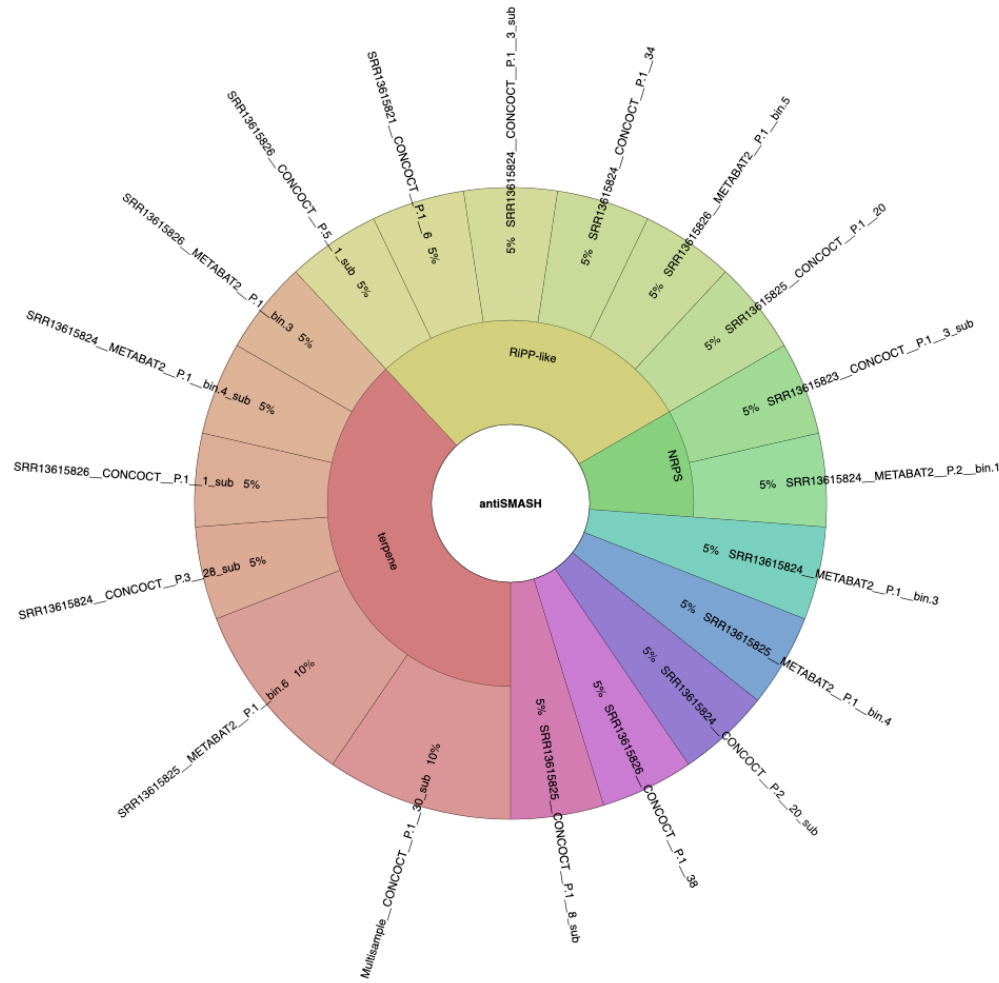 5% SRR13615824__CONCOCT__P.1__3_sub
5% SRR13615824__CONCOCT__P.1__34
5% SRR13615826__METABAT2__P.1__bin.5
5% SRR13615825__CONCOCT__P.1__20
5% SRR13615823__CONCOCT__P.1__3_sub
5% SRR13615824__METABAT2__P.2__bin.1
5% SRR13615824__METABAT2__P.1__bin.3
5% SRR13615825__METABAT2__P.1__bin.4
5% SRR13615824__CONCOCT__P.2__20_sub
5% SRR13615826__CONCOCT__P.1__38
5% SRR13615825__CONCOCT__P.1__8_sub
Multisample__CONCOCT__P.1__30_sub 10%
SRR13615825__METABAT2__P.1__bin.6 10%
SRR13615824__CONCOCT__P.3__28_sub 5%
SRR13615826__CONCOCT__P.1__1_sub 5%
SRR13615824__METABAT2__P.1__bin.4_sub 5%
SRR13615826__METABAT2__P.1__bin.3 5%
SRR13615826__CONCOCT__P.5__1_sub 5%
SRR13615821__CONCOCT__P.1__6 5%
RiPP-like
NRPS
terpene
antiSMASH